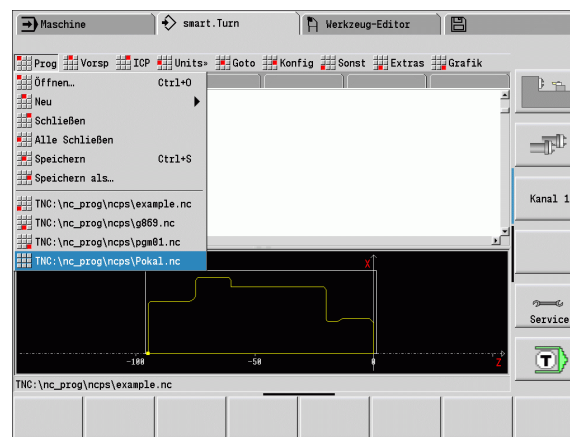 Maschine
smart.Turn
Werkzeug-Editor
Prog Vorsp ICP Units» Goto Konfig Sonst Extras Grafik
Öffnen… Ctrl+O
Neu
Schließen
Alle Schließen
Speichern Ctrl+S
Speichern als…
TNC:\nc_prog\ncps\example.nc
TNC:\nc_prog\ncps\g869.nc
TNC:\nc_prog\ncps\pgm01.nc
TNC:\nc_prog\ncps\Pokal.nc
Kanal 1
X
Service
-100 -50 0 Z
T
TNC:\nc_prog\ncps\example.nc